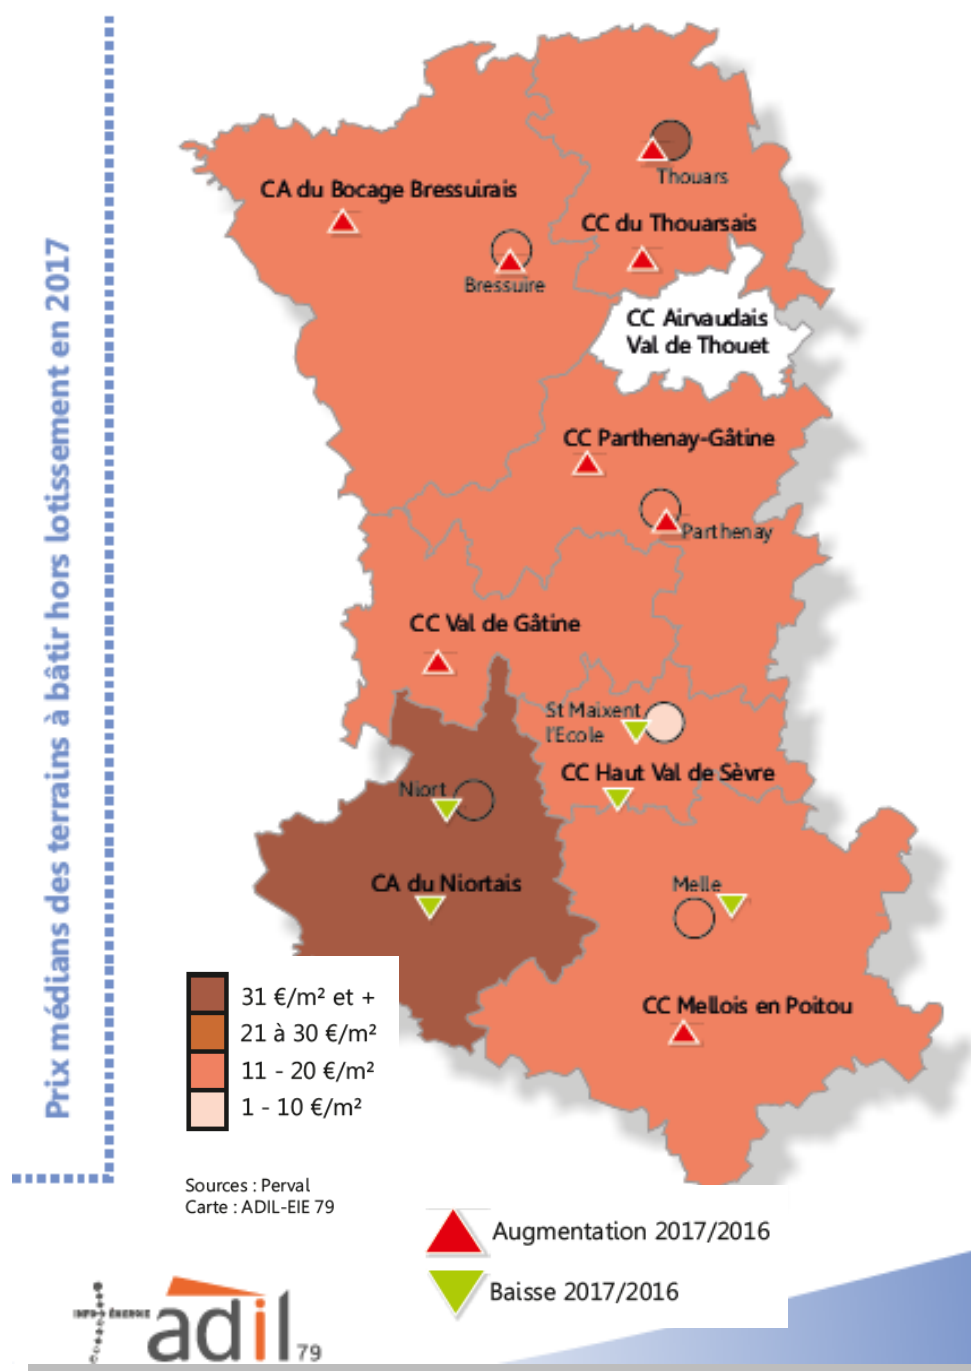 Prix médians des terrains à bâtir hors lotissement en 2017
Thouars
CA du Bocage Bressuirais
CC du Thouarsais
Bressuire
CC Airvaudais
Val de Thouet
CC Parthenay-Gâtine
Parthenay
CC Val de Gâtine
St Maixent
l'Ecole
CC Haut Val de Sèvre
Niort
CA du Niortais
Melle
CC Mellois en Poitou
31 €/m² et +
21 à 30 €/m²
11 - 20 €/m²
1 - 10 €/m²
Sources : Perval
Carte : ADIL-EIE 79
Augmentation 2017/2016
Baisse 2017/2016
INFO ÉNERGIE
adil 79